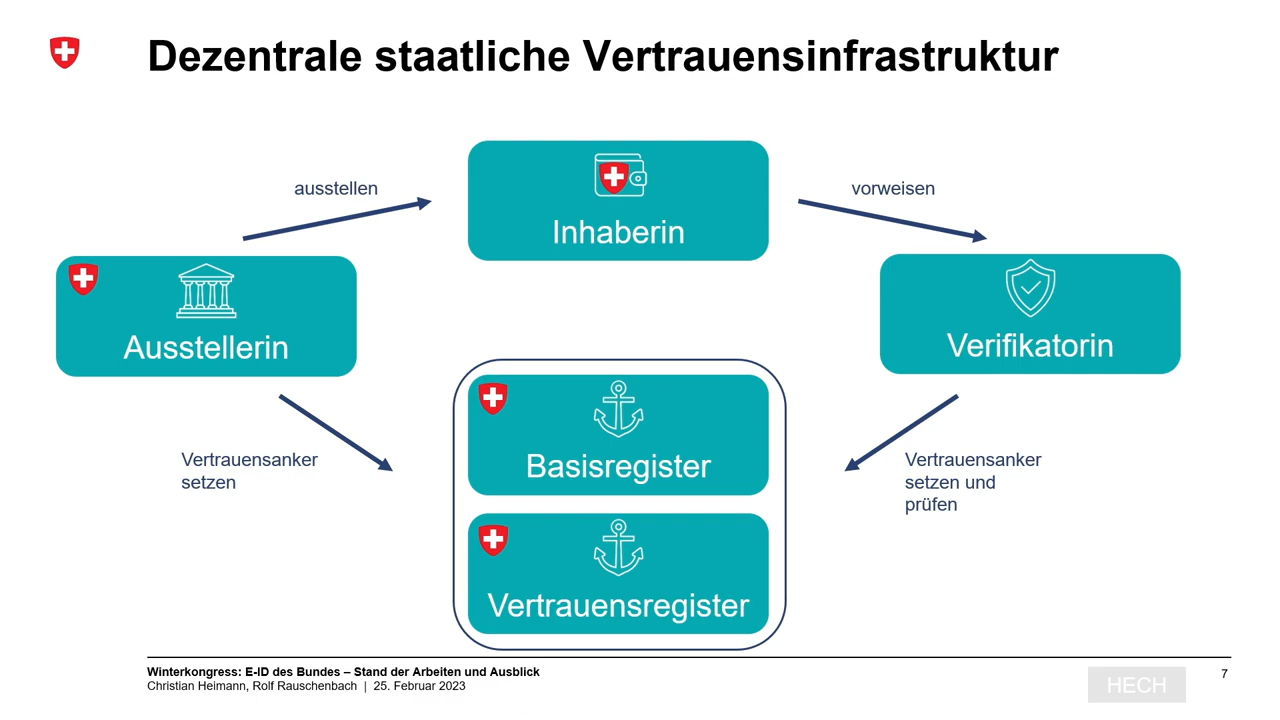 Dezentrale staatliche Vertrauensinfrastruktur
ausstellen
vorweisen
Inhaberin
Ausstellerin
Verifikatorin
Vertrauensanker
setzen
Basisregister
Vertrauensanker
setzen und
prüfen
Vertrauensregister
Winterkongress: E-ID des Bundes – Stand der Arbeiten und Ausblick
Christian Heimann, Rolf Rauschenbach | 25. Februar 2023
7
HECH